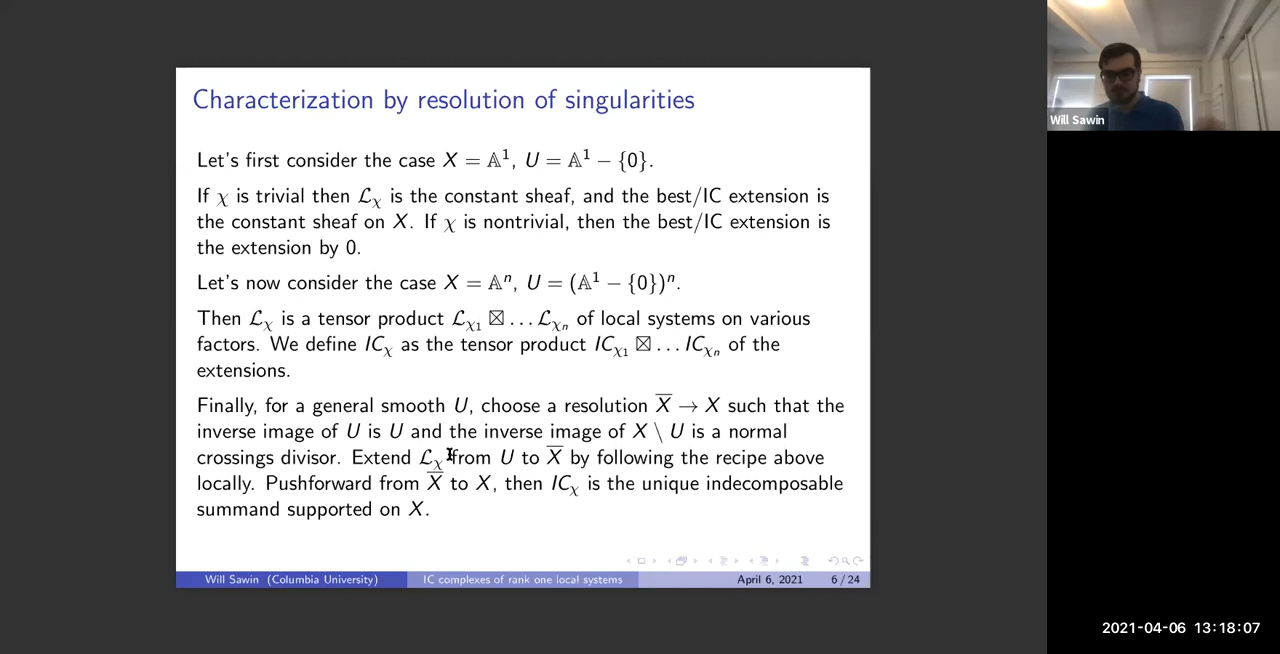 Characterization by resolution of singularities
Let's first consider the case X = 𝔸¹, U = 𝔸¹ − {0}.
If χ is trivial then ℒ_χ is the constant sheaf, and the best/IC extension is
the constant sheaf on X. If χ is nontrivial, then the best/IC extension is
the extension by 0.
Let's now consider the case X = 𝔸ⁿ, U = (𝔸¹ − {0})ⁿ.
Then ℒ_χ is a tensor product ℒ_χ₁ ⊠ … ℒ_χₙ of local systems on various
factors. We define IC_χ as the tensor product IC_χ₁ ⊠ … IC_χₙ of the
extensions.
Finally, for a general smooth U, choose a resolution X̅ → X such that the
inverse image of U is U and the inverse image of X \ U is a normal
crossings divisor. Extend ℒ_χ from U to X̅ by following the recipe above
locally. Pushforward from X̅ to X, then IC_χ is the unique indecomposable
summand supported on X.
Will Sawin (Columbia University)
IC complexes of rank one local systems
April 6, 2021
6 / 24
Will Sawin
2021-04-06 13:18:07